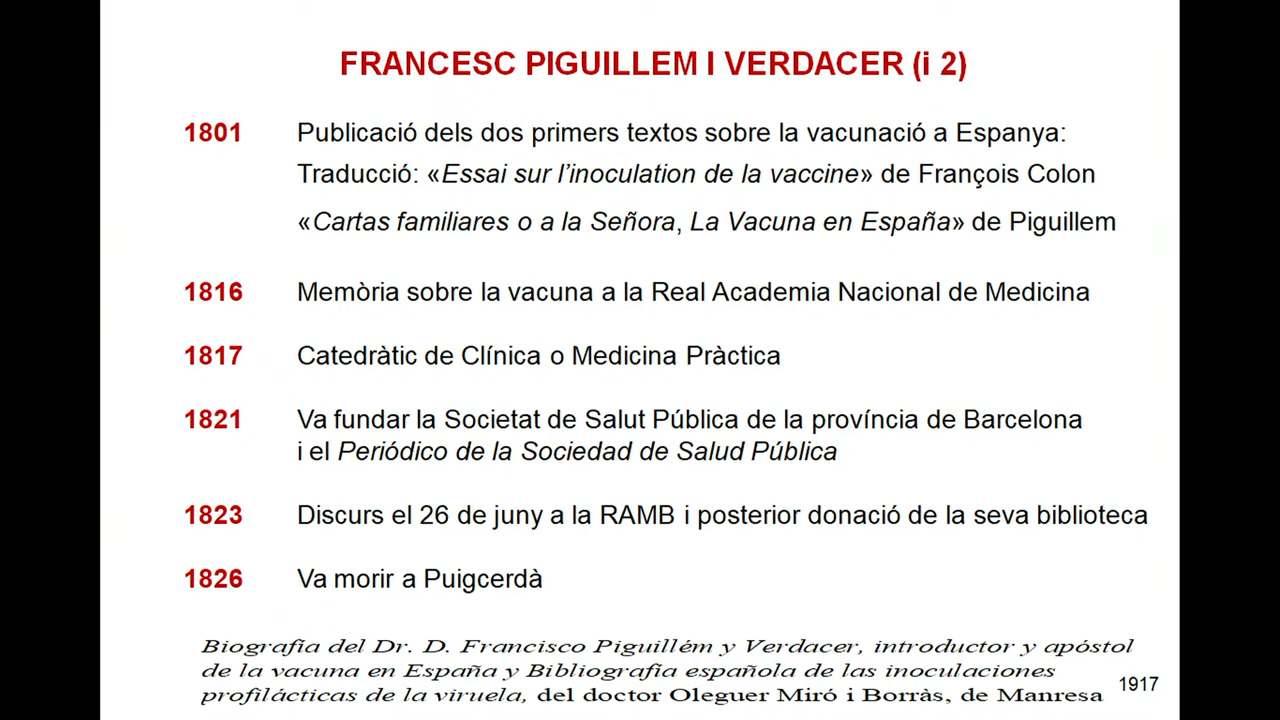 FRANCESC PIGUILLEM I VERDACER (i 2)
1801 Publicació dels dos primers textos sobre la vacunació a Espanya:
Traducció: «Essai sur l’inoculation de la vaccine» de François Colon
«Cartas familiares o a la Señora, La Vacuna en España» de Piguillem
1816 Memòria sobre la vacuna a la Real Academia Nacional de Medicina
1817 Catedràtic de Clínica o Medicina Pràctica
1821 Va fundar la Societat de Salut Pública de la província de Barcelona
i el Periódico de la Sociedad de Salud Pública
1823 Discurs el 26 de juny a la RAMB i posterior donació de la seva biblioteca
1826 Va morir a Puigcerdà
Biografia del Dr. D. Francisco Piguillém y Verdacer, introductor y apóstol
de la vacuna en España y Bibliografía española de las inoculaciones
profilácticas de la viruela, del doctor Oleguer Miró i Borràs, de Manresa 1917